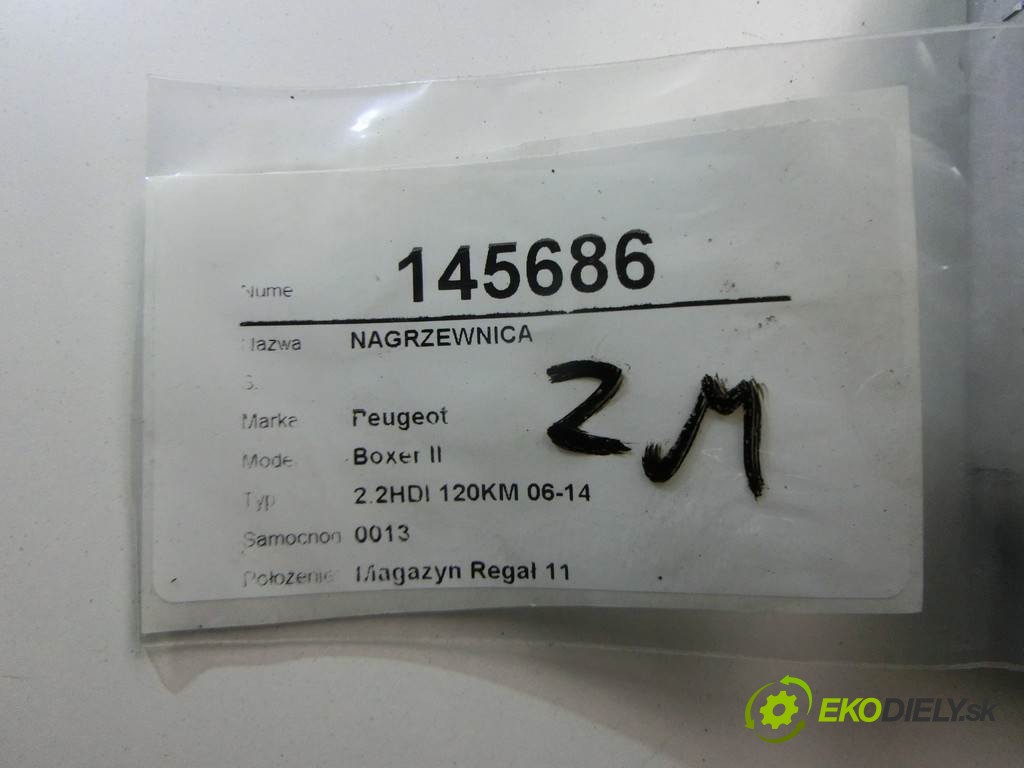 Nume 145686
Nazwa NAGRZEWNICA
Marka Peugeot
Model Boxer II
Typ 2.2HDI 120KM 06-14
Samochod 0013
Położenie Magazyn Regał 11
ZM
EKODIELY.sk